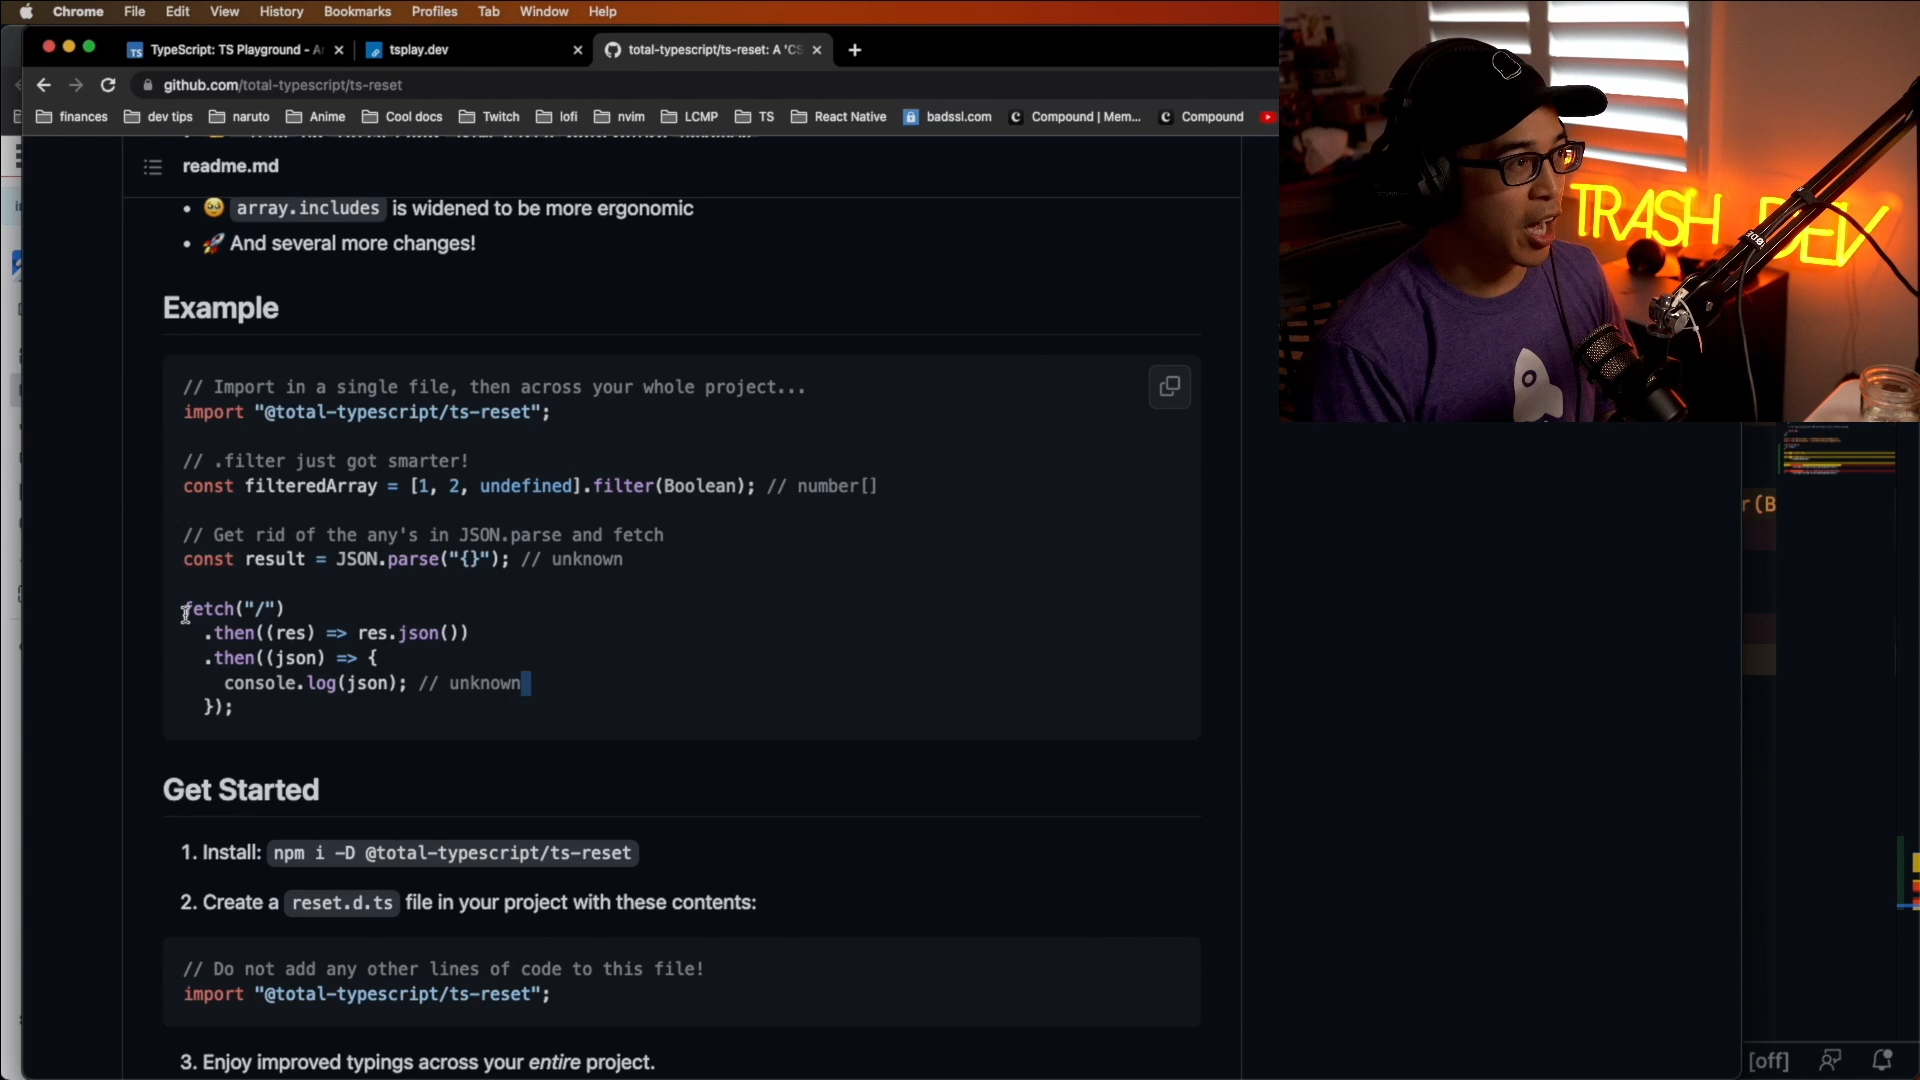 Chrome File Edit View History Bookmarks Profiles Tab Window Help
TS TypeScript: TS Playground - A
tsplay.dev
total-typescript/ts-reset: A 'CS
github.com/total-typescript/ts-reset
finances dev tips naruto Anime Cool docs Twitch lofi nvim LCMP TS React Native badssl.com Compound | Mem... Compound
readme.md
array.includes is widened to be more ergonomic
🚀 And several more changes!
Example
// Import in a single file, then across your whole project...
import "@total-typescript/ts-reset";
// .filter just got smarter!
const filteredArray = [1, 2, undefined].filter(Boolean); // number[]
// Get rid of the any's in JSON.parse and fetch
const result = JSON.parse("{}"); // unknown
fetch("/")
.then((res) => res.json())
.then((json) => {
console.log(json); // unknown
});
Get Started
1. Install: npm i -D @total-typescript/ts-reset
2. Create a reset.d.ts file in your project with these contents:
// Do not add any other lines of code to this file!
import "@total-typescript/ts-reset";
3. Enjoy improved typings across your entire project.
TRASH DEV
RODE
r(B
[off]